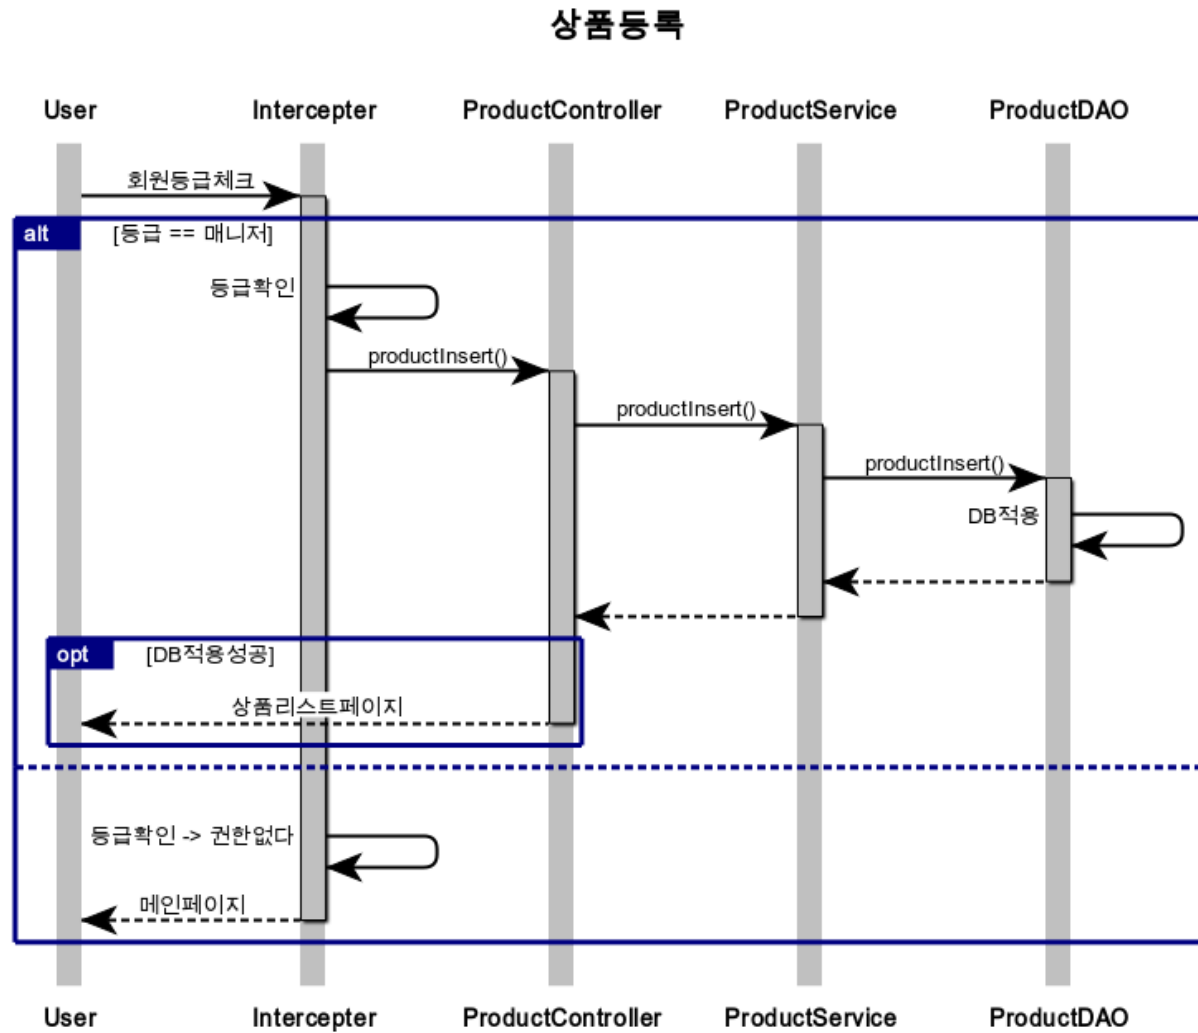 상품등록
User Intercepter ProductController ProductService ProductDAO
회원등급체크
alt [등급 == 매니저]
등급확인
productInsert()
productInsert()
productInsert()
DB적용
opt [DB적용성공]
상품리스트페이지
등급확인 -> 권한없다
메인페이지
User Intercepter ProductController ProductService ProductDAO